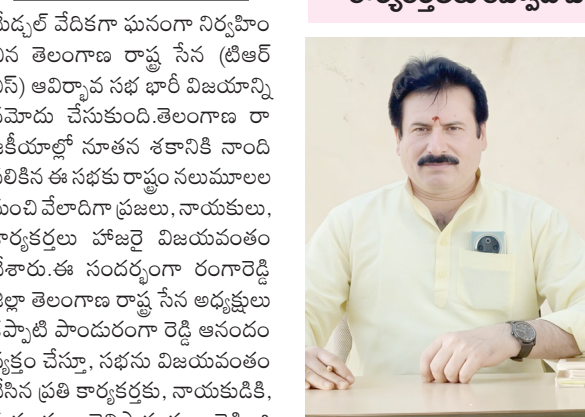 మేడ్చల్ వేదికగా ఘనంగా నిర్వహిం
చిన తెలంగాణ రాష్ట్ర సేన (టిఆర్
ఎస్) ఆవిర్భావ సభ భారీ విజయాన్ని
నమోదు చేసుకుంది.తెలంగాణ రా
జకీయాల్లో నూతన శకానికి నాంది
పలికిన ఈ సభకు రాష్ట్రం నలుమూలల
నుంచి వేలాదిగా ప్రజలు, నాయకులు,
కార్యకర్తలు హాజరై విజయవంతం
చేశారు.ఈ సందర్భంగా రంగారెడ్డి
జిల్లా తెలంగాణ రాష్ట్ర సేన అధ్యక్షులు
కప్పాటి పాండురంగా రెడ్డి ఆనందం
వ్యక్తం చేస్తూ, సభను విజయవంతం
చేసిన ప్రతి కార్యకర్తకు, నాయకుడికి,